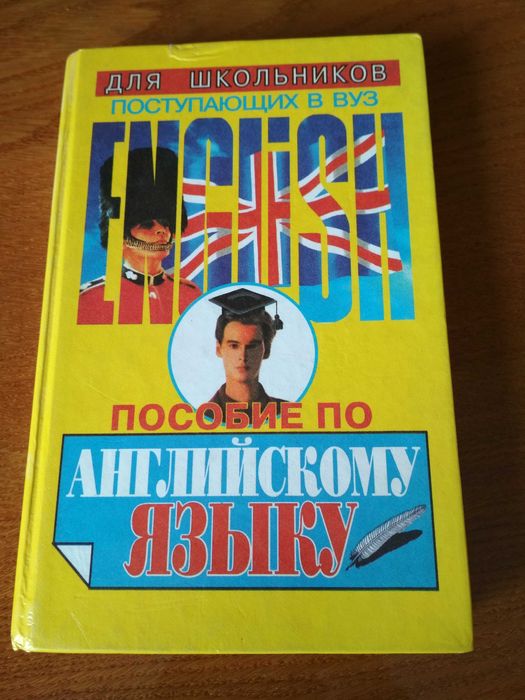 ДЛЯ ШКОЛЬНИКОВ
ПОСТУПАЮЩИХ В ВУЗ
ENGLISH
ПОСОБИЕ ПО
АНГЛИЙСКОМУ
ЯЗЫКУ